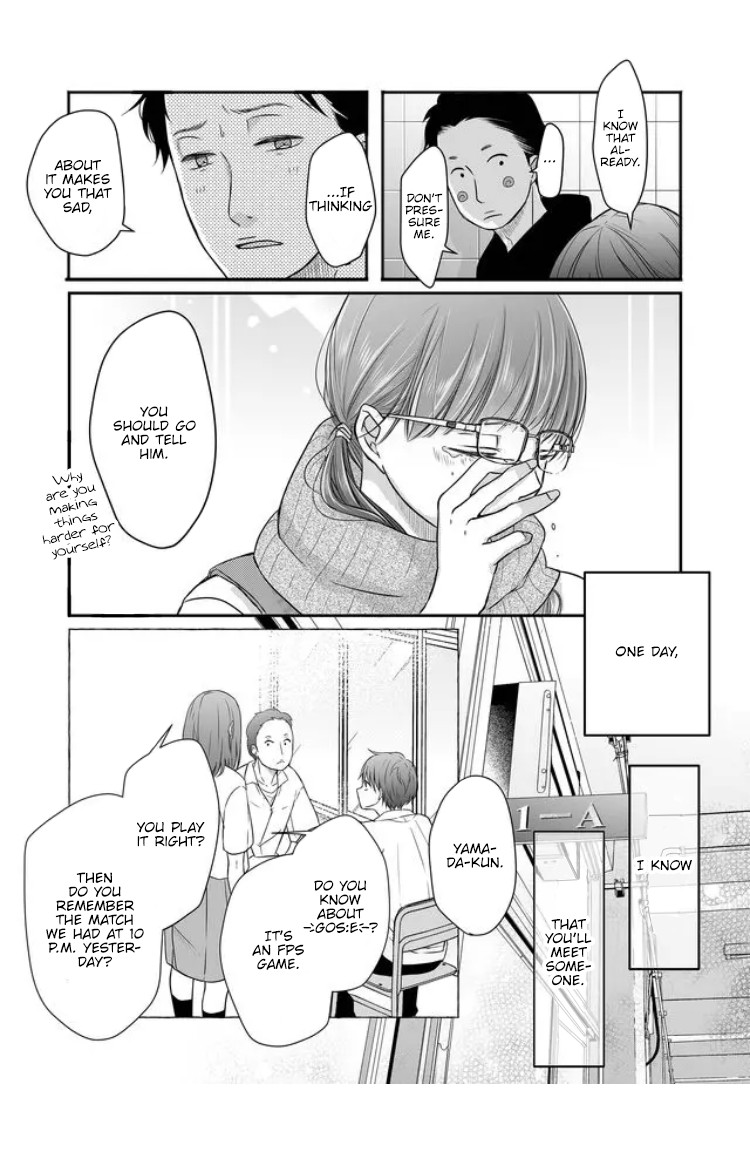 I
KNOW
THAT
AL-
READY.
...
DON'T
PRES-
SURE
ME.
...IF
THINKING
ABOUT
IT MAKES
YOU THAT
SAD,
YOU
SHOULD GO
AND TELL
HIM.
Why
are you
making
things
harder for
yourself?
ONE DAY,
I KNOW
THAT
YOU'LL
MEET
SOME-
ONE.
1-A
YAMA-
DA-KUN.
DO YOU
KNOW
ABOUT
-:GOS:E:-?
IT'S
AN FPS
GAME.
YOU PLAY
IT RIGHT?
THEN
DO YOU
REMEMBER
THE MATCH
WE HAD AT 10
P.M. YESTER-
DAY?